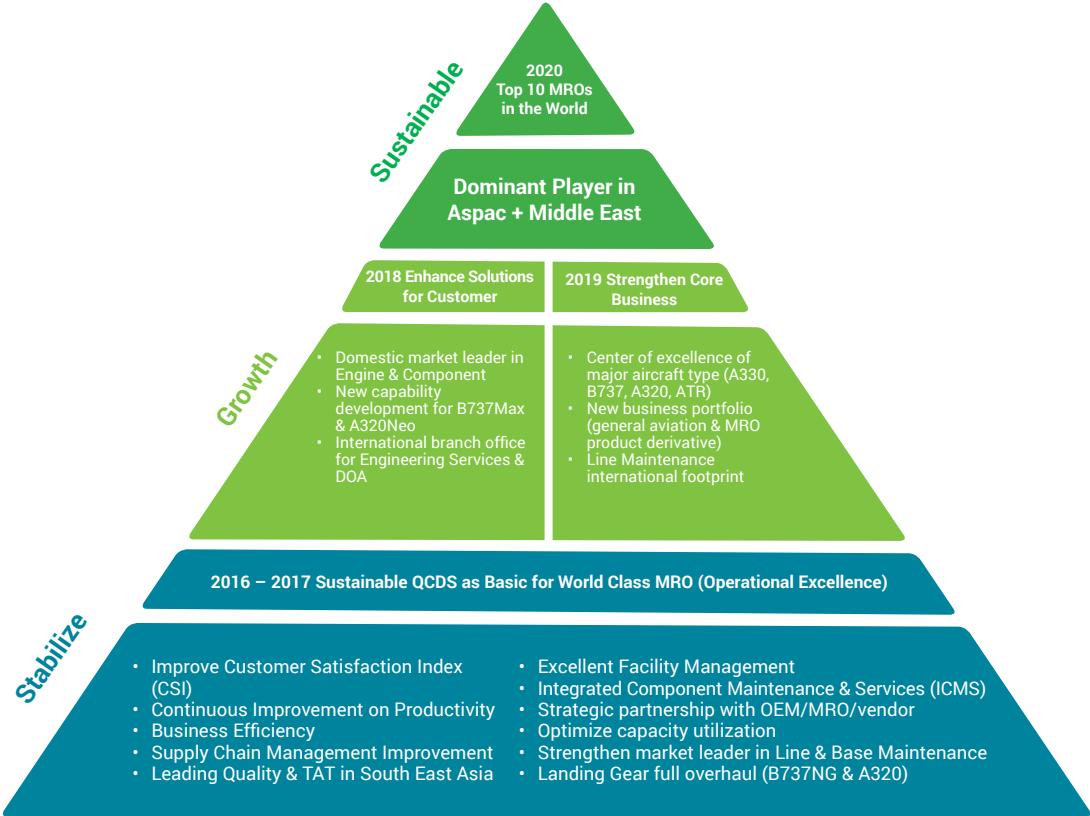 Sustainable
2020
Top 10 MROs
in the World
Dominant Player in
Aspac + Middle East
Growth
2018 Enhance Solutions
for Customer
2019 Strengthen Core
Business
• Domestic market leader in
Engine & Component
• New capability
development for B737Max
& A320Neo
• International branch office
for Engineering Services &
DOA
• Center of excellence of
major aircraft type (A330,
B737, A320, ATR)
• New business portfolio
(general aviation & MRO
product derivative)
• Line Maintenance
international footprint
Stabilize
2016 – 2017 Sustainable QCDS as Basic for World Class MRO (Operational Excellence)
• Improve Customer Satisfaction Index
(CSI)
• Continuous Improvement on Productivity
• Business Efficiency
• Supply Chain Management Improvement
• Leading Quality & TAT in South East Asia
• Excellent Facility Management
• Integrated Component Maintenance & Services (ICMS)
• Strategic partnership with OEM/MRO/vendor
• Optimize capacity utilization
• Strengthen market leader in Line & Base Maintenance
• Landing Gear full overhaul (B737NG & A320)